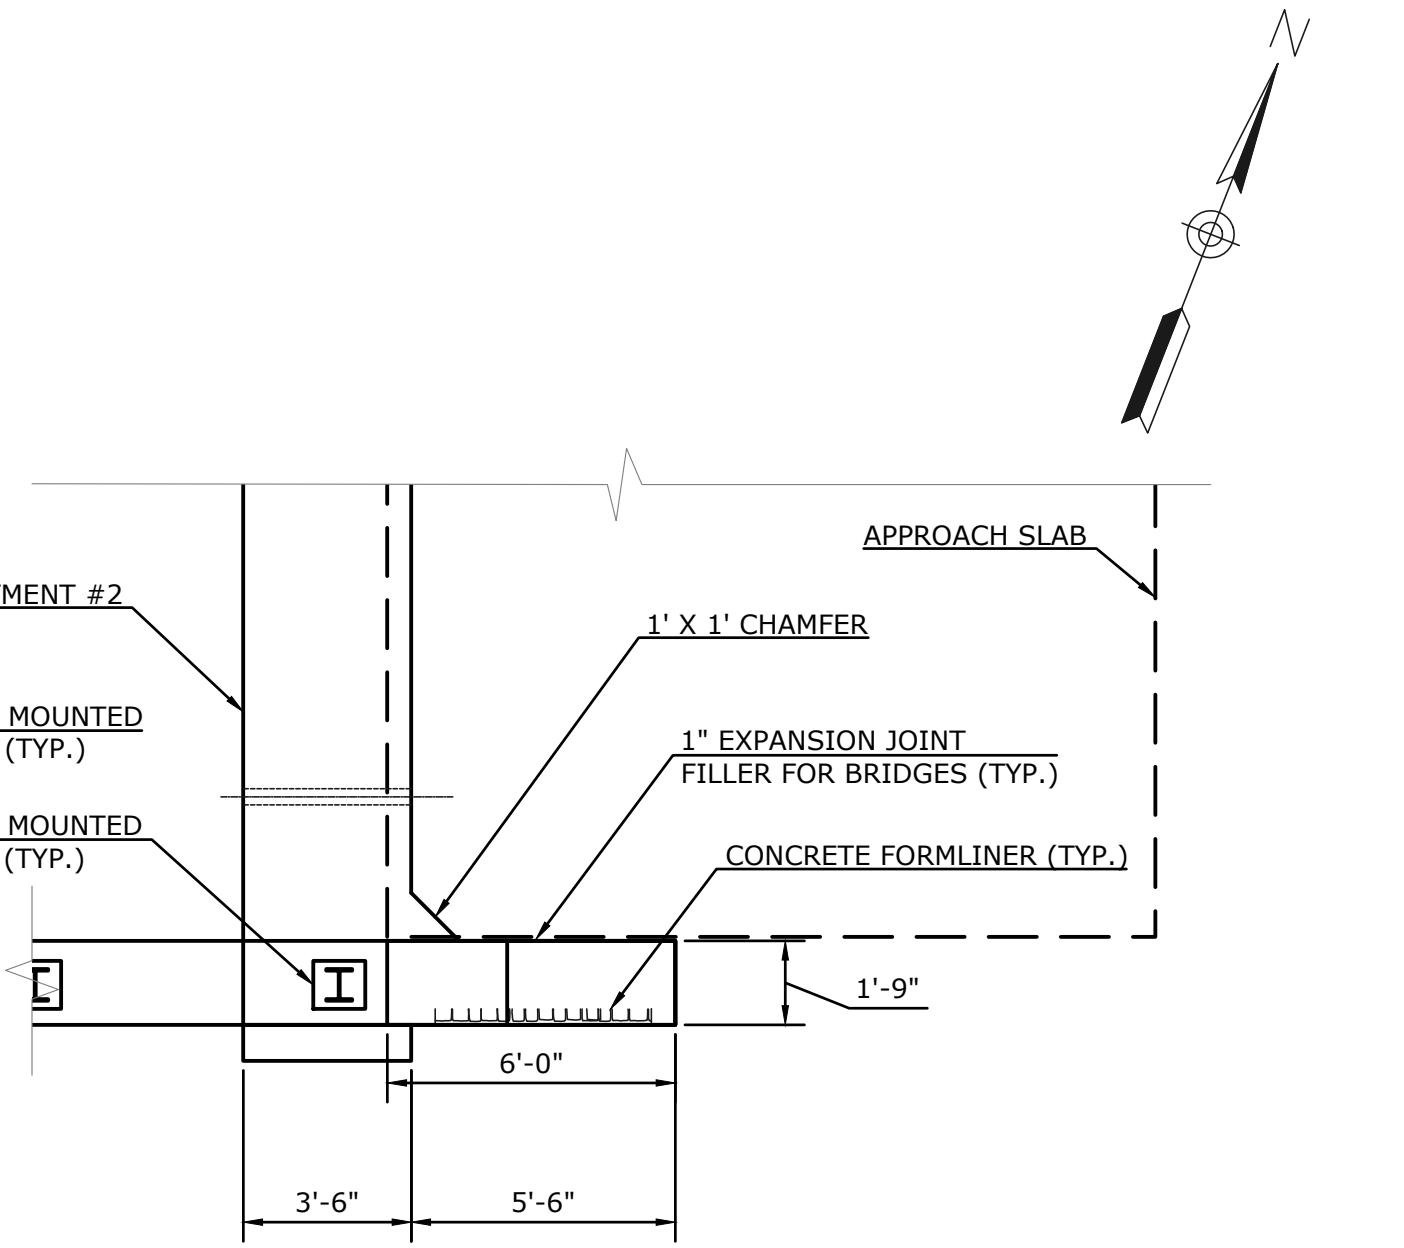 N
APPROACH SLAB
TMENT #2
1' X 1' CHAMFER
MOUNTED
(TYP.)
1" EXPANSION JOINT
FILLER FOR BRIDGES (TYP.)
MOUNTED
(TYP.)
CONCRETE FORMLINER (TYP.)
1'-9"
6'-0"
3'-6"
5'-6"